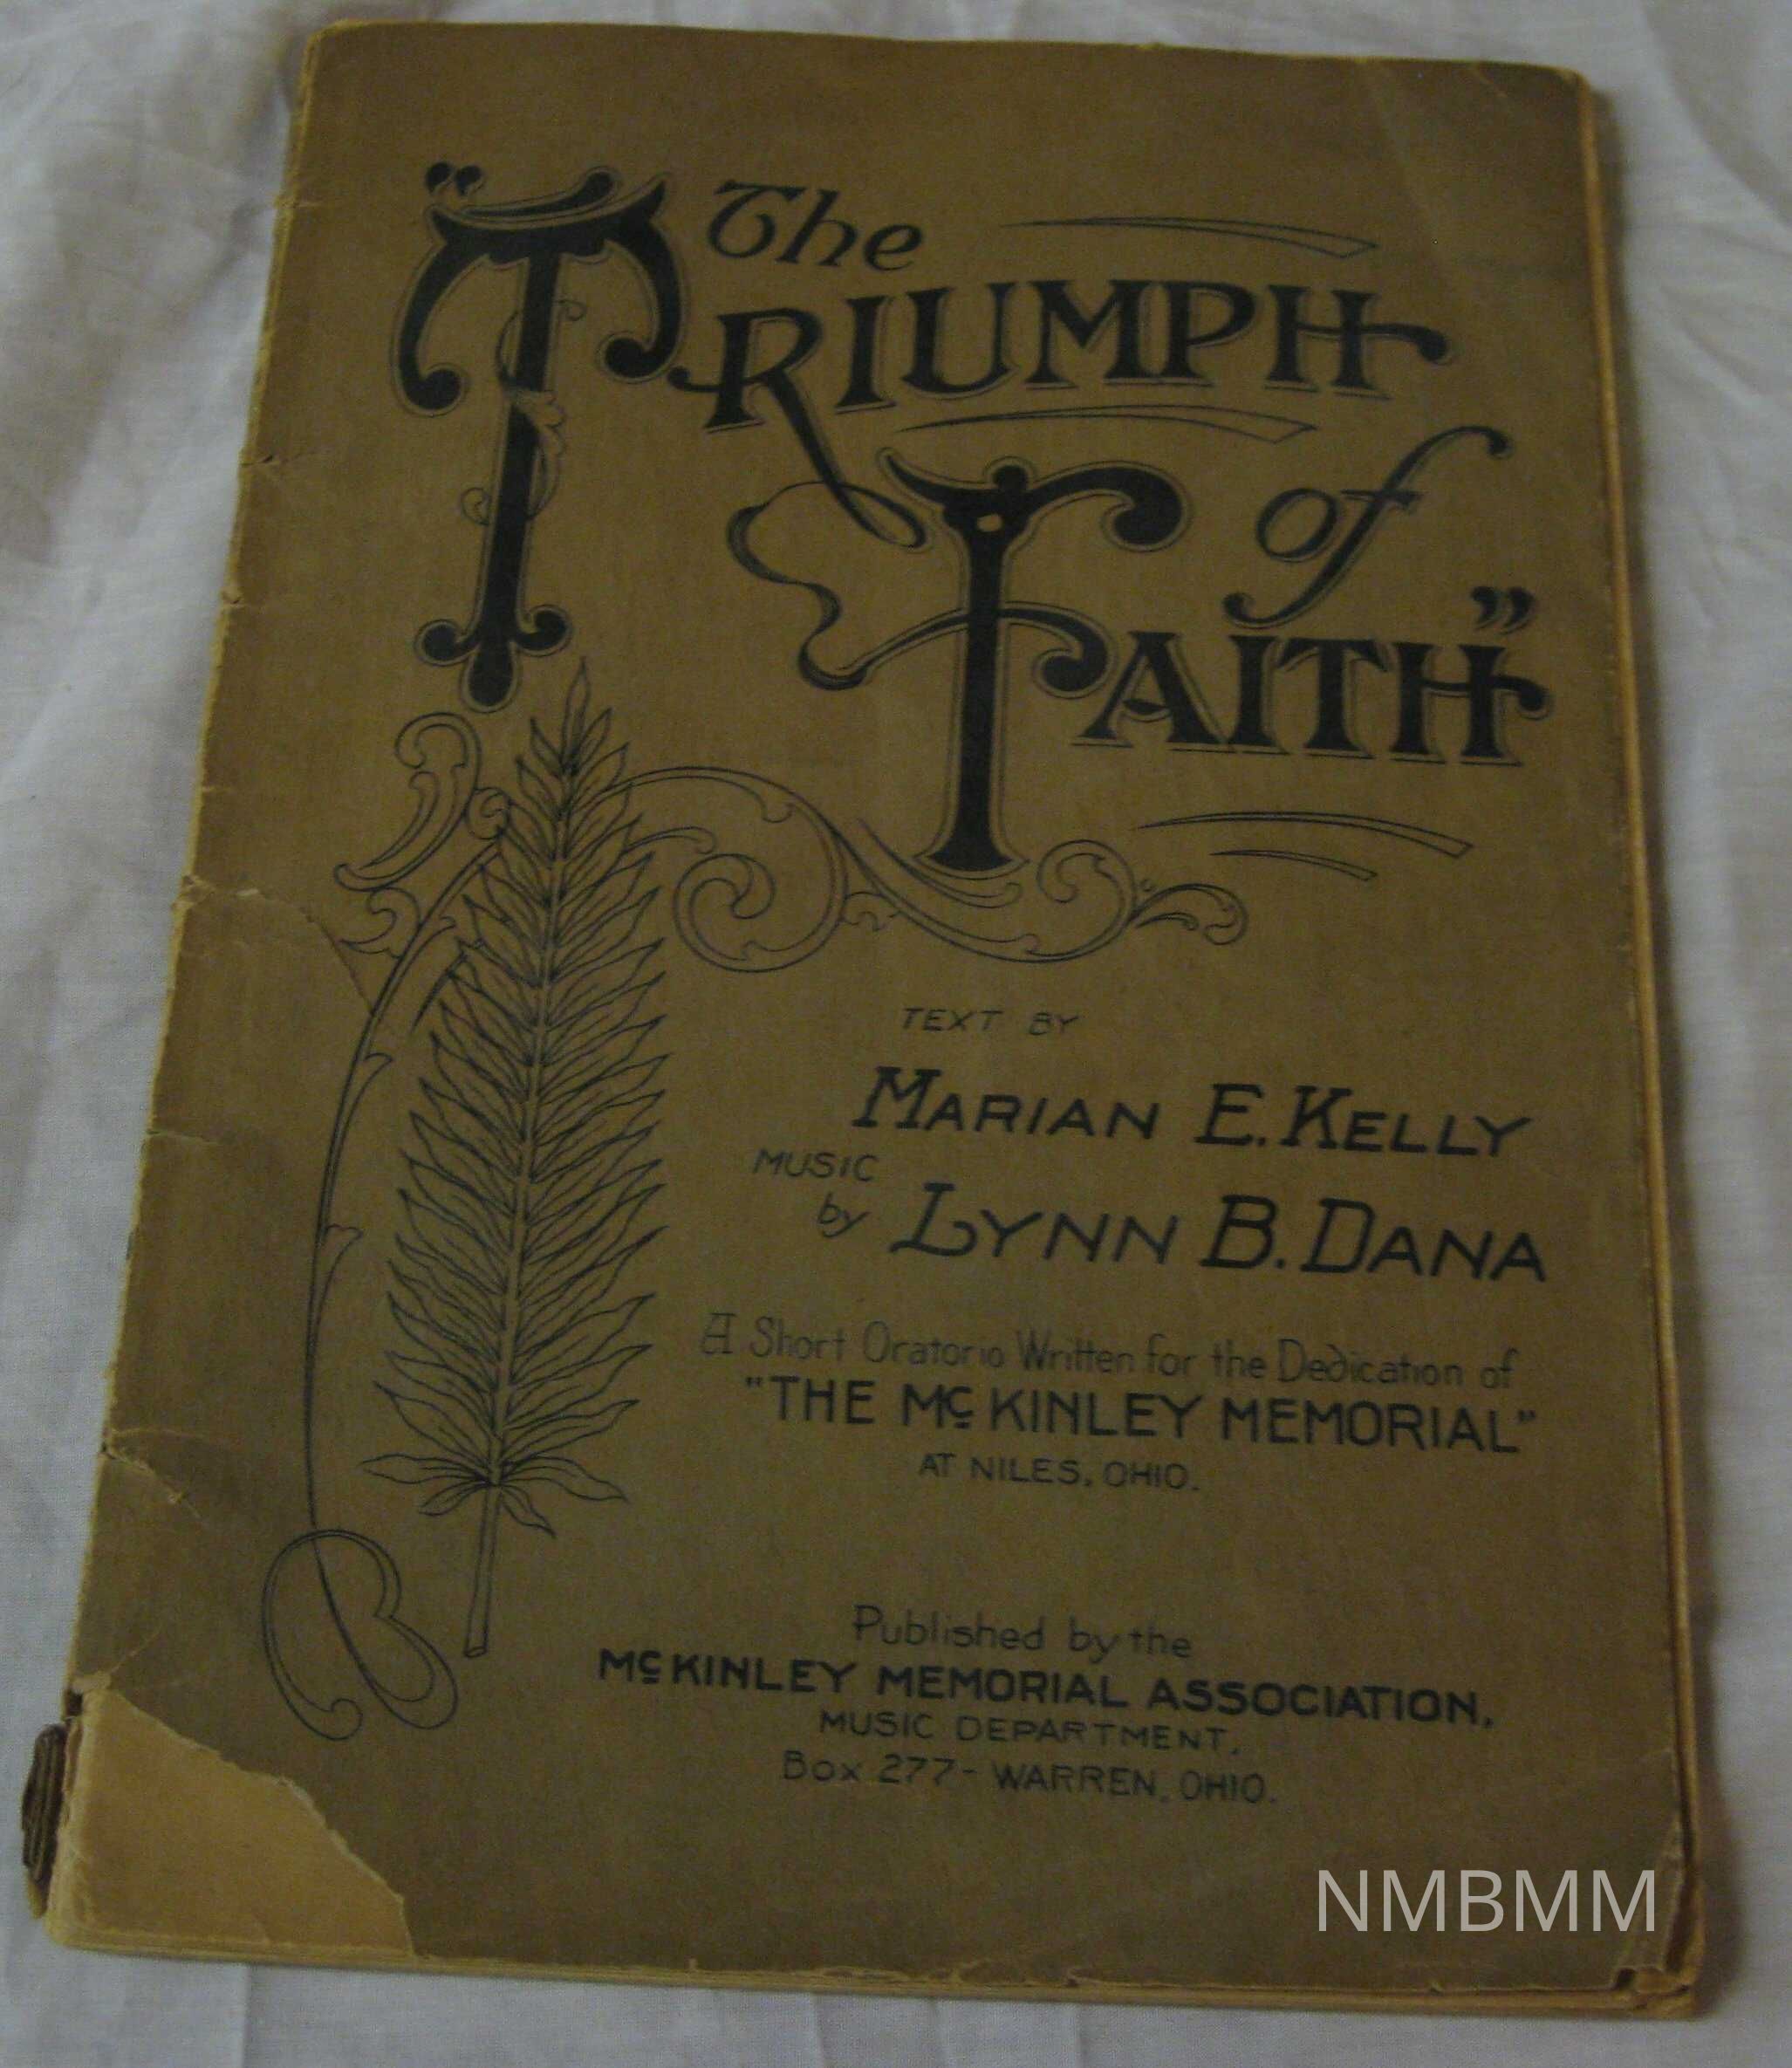 "The
TRIUMPH
of
FAITH"
TEXT BY
MARIAN E. KELLY
MUSIC
by LYNN B. DANA
A Short Oratorio Written for the Dedication of
"THE McKINLEY MEMORIAL"
AT NILES, OHIO.
Published by the
McKINLEY MEMORIAL ASSOCIATION,
MUSIC DEPARTMENT,
Box 277- WARREN, OHIO.
NMBMM